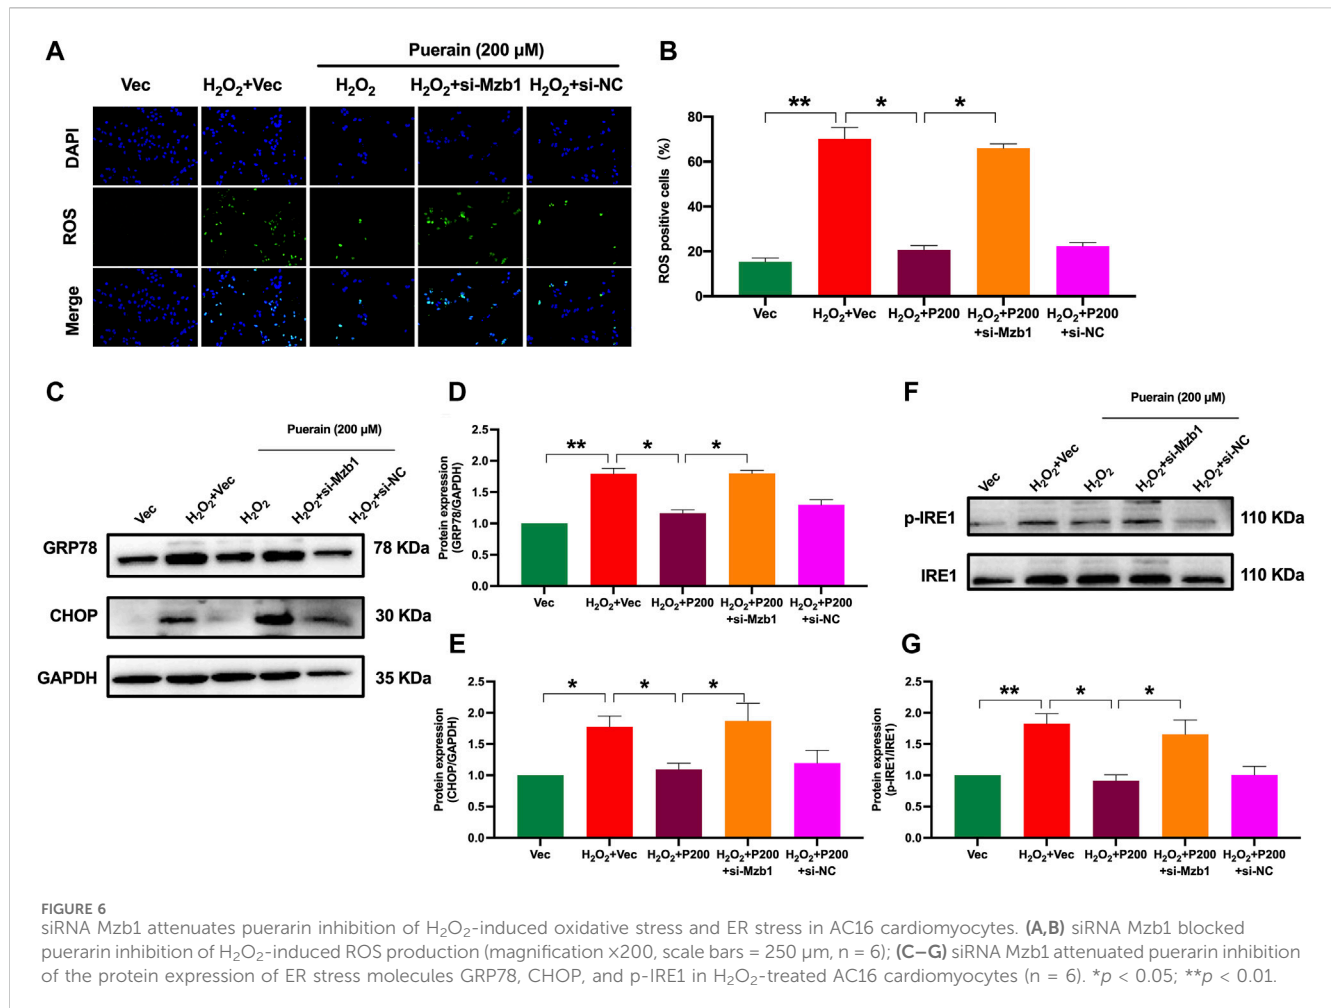 A
Puerain (200 µM)
Vec
H₂O₂+Vec
H₂O₂
H₂O₂+si-Mzb1
H₂O₂+si-NC
DAPI
ROS
Merge
B
** * *
ROS positive cells (%)
80
60
40
20
0
Vec
H₂O₂+Vec
H₂O₂+P200
H₂O₂+P200
+si-Mzb1
H₂O₂+P200
+si-NC
C
Puerain (200 µM)
Vec
H₂O₂+Vec
H₂O₂
H₂O₂+si-Mzb1
H₂O₂+si-NC
GRP78
78 KDa
CHOP
30 KDa
GAPDH
35 KDa
D
** * *
Protein expression
(GRP78/GAPDH)
2.5
2.0
1.5
1.0
0.5
0.0
Vec
H₂O₂+Vec
H₂O₂+P200
H₂O₂+P200
+si-Mzb1
H₂O₂+P200
+si-NC
E
* * *
Protein expression
(CHOP/GAPDH)
2.5
2.0
1.5
1.0
0.5
0.0
Vec
H₂O₂+Vec
H₂O₂+P200
H₂O₂+P200
+si-Mzb1
H₂O₂+P200
+si-NC
F
Puerain (200 µM)
Vec
H₂O₂+Vec
H₂O₂
H₂O₂+si-Mzb1
H₂O₂+si-NC
p-IRE1
110 KDa
IRE1
110 KDa
G
** * *
Protein expression
(p-IRE1/IRE1)
2.5
2.0
1.5
1.0
0.5
0.0
Vec
H₂O₂+Vec
H₂O₂+P200
H₂O₂+P200
+si-Mzb1
H₂O₂+P200
+si-NC
FIGURE 6
siRNA Mzb1 attenuates puerarin inhibition of H₂O₂-induced oxidative stress and ER stress in AC16 cardiomyocytes. (A,B) siRNA Mzb1 blocked
puerarin inhibition of H₂O₂-induced ROS production (magnification ×200, scale bars = 250 µm, n = 6); (C–G) siRNA Mzb1 attenuated puerarin inhibition
of the protein expression of ER stress molecules GRP78, CHOP, and p-IRE1 in H₂O₂-treated AC16 cardiomyocytes (n = 6). *p < 0.05; **p < 0.01.